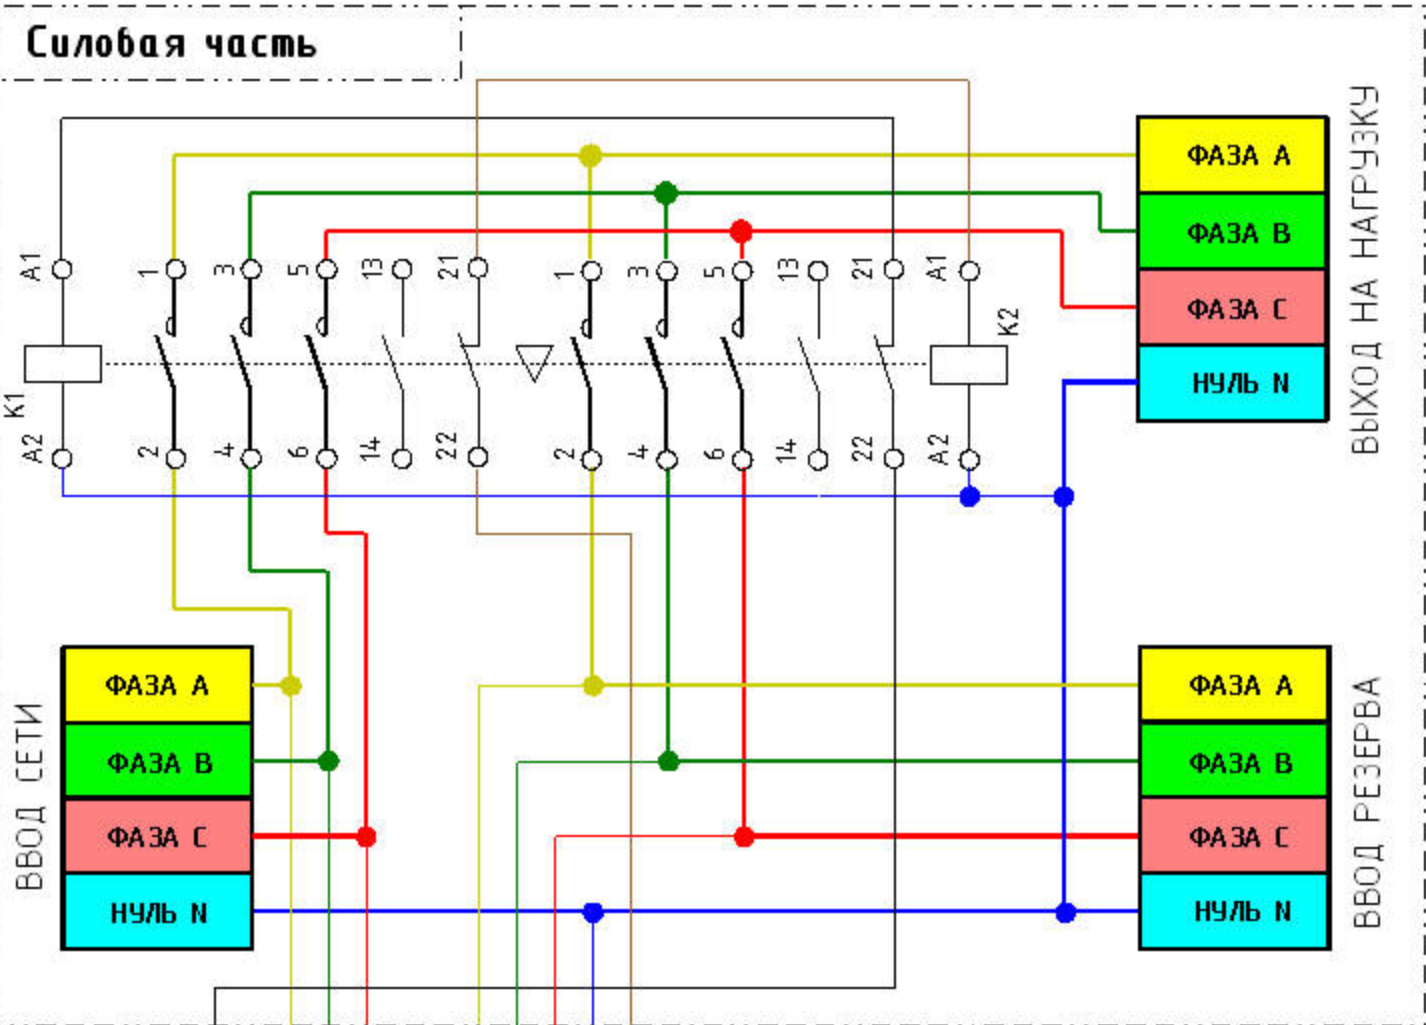 Силовая часть
ФАЗА A
ФАЗА B
ФАЗА C
НУЛЬ N
ВЫХОД НА НАГРУЗКУ
A1
1
3
5
13
21
1
3
5
13
21
A1
K1
K2
A2
2
4
6
14
22
2
4
6
14
22
A2
ВВОД СЕТИ
ФАЗА A
ФАЗА B
ФАЗА C
НУЛЬ N
ФАЗА A
ФАЗА B
ФАЗА C
НУЛЬ N
ВВОД РЕЗЕРВА